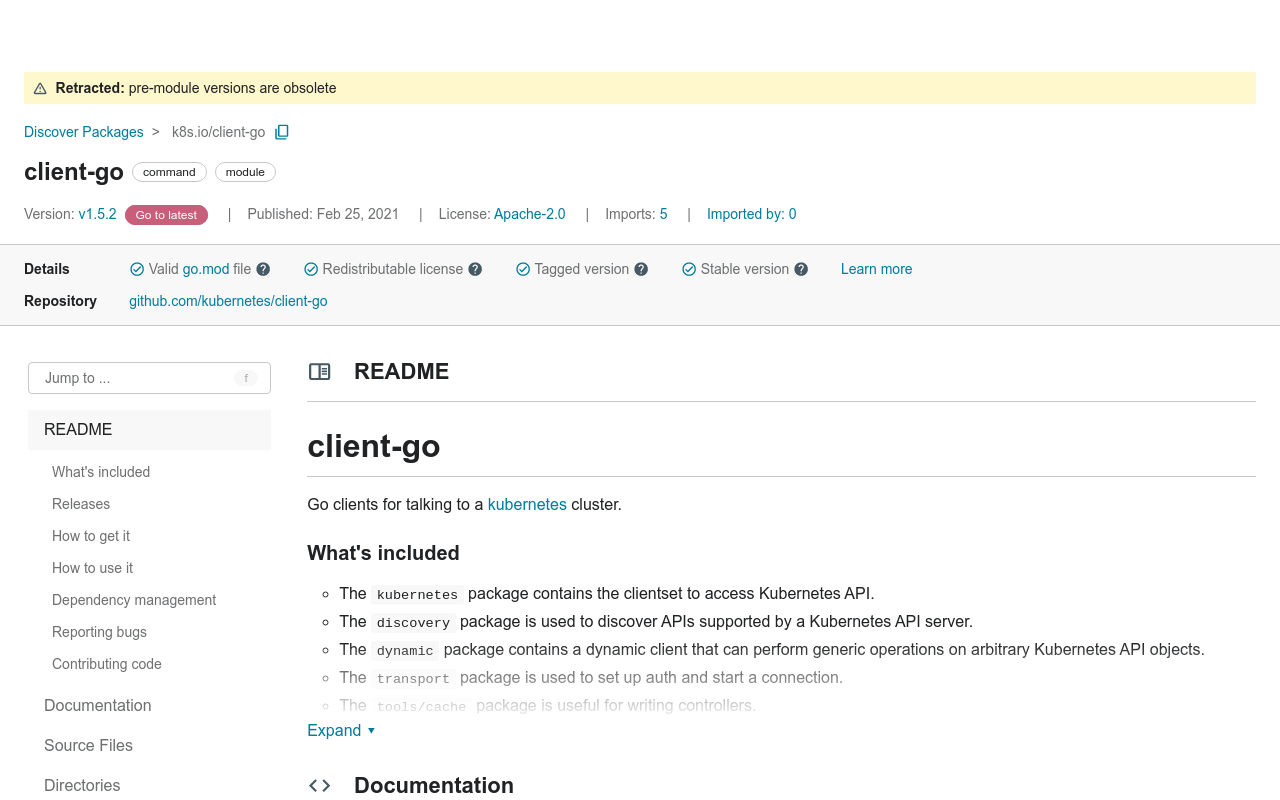 Retracted: pre-module versions are obsolete
Discover Packages > k8s.io/client-go
client-go command module
Version: v1.5.2 Go to latest | Published: Feb 25, 2021 | License: Apache-2.0 | Imports: 5 | Imported by: 0
Details Valid go.mod file ? Redistributable license ? Tagged version ? Stable version ? Learn more
Repository github.com/kubernetes/client-go
Jump to ... f
README
What's included
Releases
How to get it
How to use it
Dependency management
Reporting bugs
Contributing code
Documentation
Source Files
Directories
README
client-go
Go clients for talking to a kubernetes cluster.
What's included
The kubernetes package contains the clientset to access Kubernetes API.
The discovery package is used to discover APIs supported by a Kubernetes API server.
The dynamic package contains a dynamic client that can perform generic operations on arbitrary Kubernetes API objects.
The transport package is used to set up auth and start a connection.
The tools/cache package is useful for writing controllers.
Expand ▾
Documentation